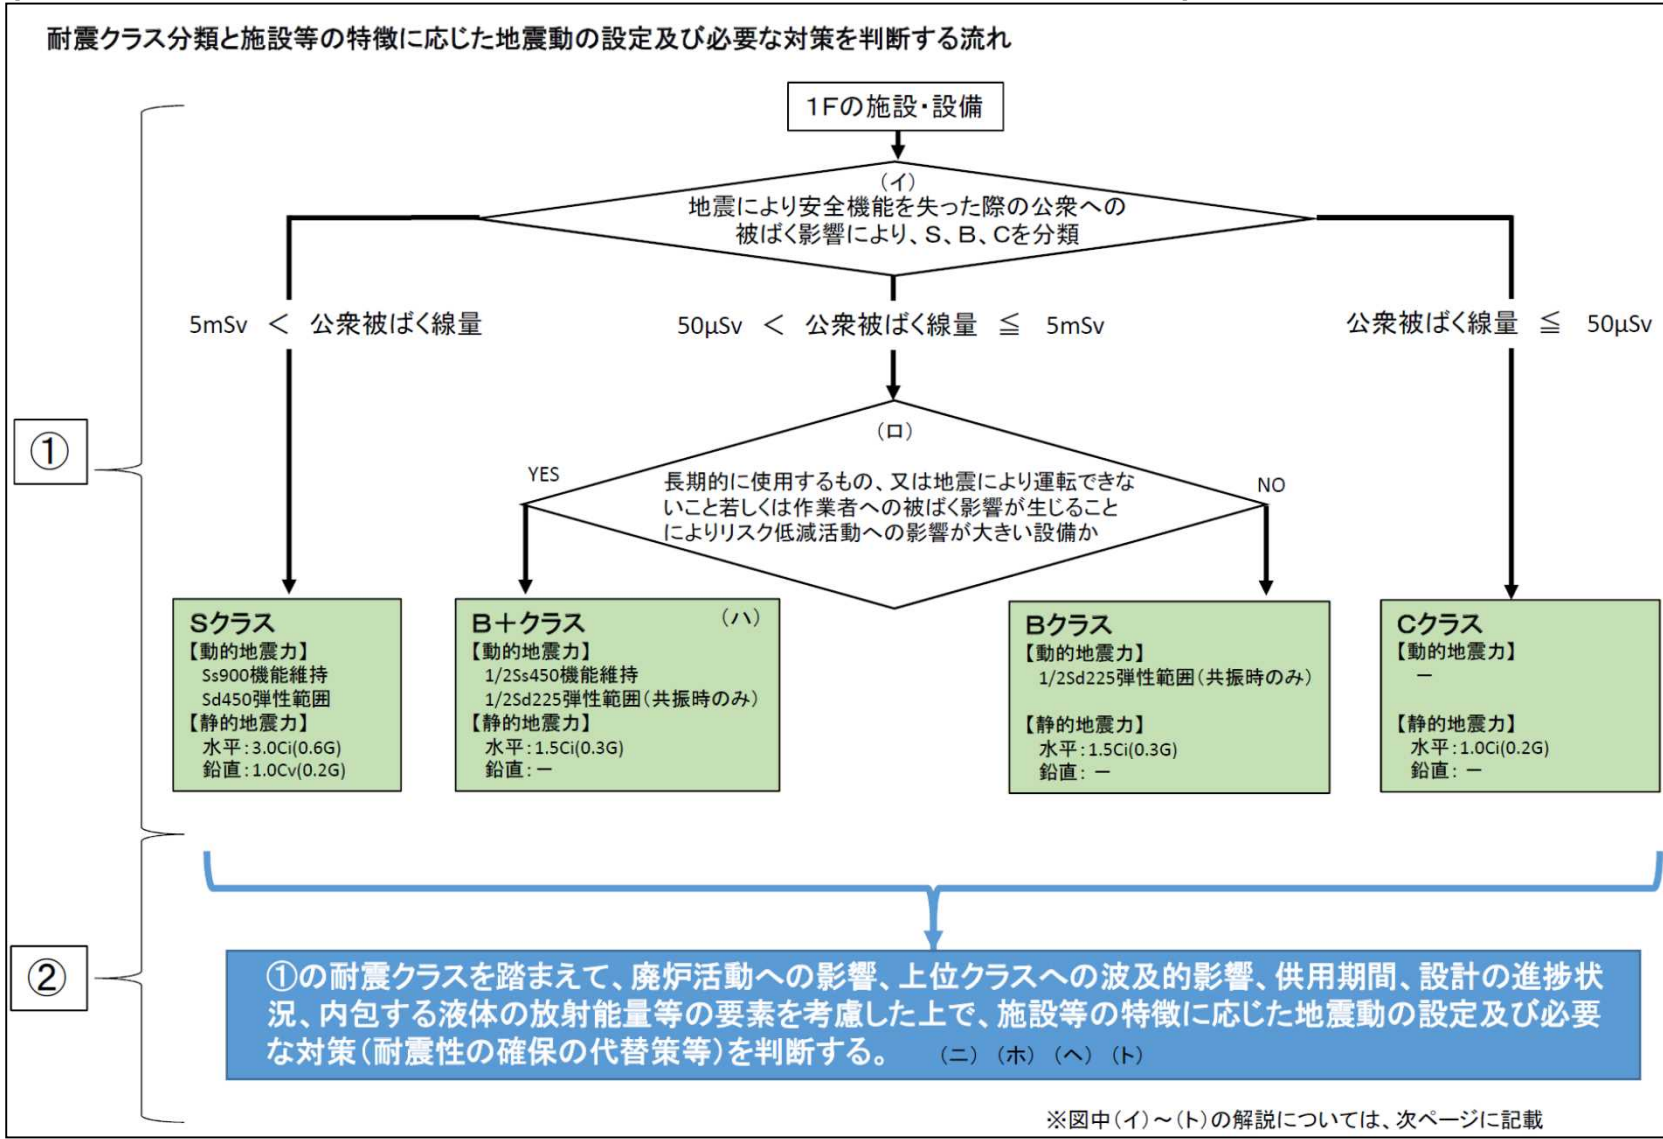 耐震クラス分類と施設等の特徴に応じた地震動の設定及び必要な対策を判断する流れ
1Fの施設・設備
(イ)
地震により安全機能を失った際の公衆への
被ばく影響により、S、B、Cを分類
5mSv ＜ 公衆被ばく線量
50μSv ＜ 公衆被ばく線量 ≦ 5mSv
公衆被ばく線量 ≦ 50μSv
①
(ロ)
YES
長期的に使用するもの、又は地震により運転できな
いこと若しくは作業者への被ばく影響が生じること
によりリスク低減活動への影響が大きい設備か
NO
Sクラス
【動的地震力】
Ss900機能維持
Sd450弾性範囲
【静的地震力】
水平：3.0Ci(0.6G)
鉛直：1.0Cv(0.2G)
B＋クラス (ハ)
【動的地震力】
1/2Ss450機能維持
1/2Sd225弾性範囲(共振時のみ)
【静的地震力】
水平：1.5Ci(0.3G)
鉛直：－
Bクラス
【動的地震力】
1/2Sd225弾性範囲(共振時のみ)
【静的地震力】
水平：1.5Ci(0.3G)
鉛直：－
Cクラス
【動的地震力】
－
【静的地震力】
水平：1.0Ci(0.2G)
鉛直：－
②
①の耐震クラスを踏まえて、廃炉活動への影響、上位クラスへの波及的影響、供用期間、設計の進捗状
況、内包する液体の放射能量等の要素を考慮した上で、施設等の特徴に応じた地震動の設定及び必要
な対策(耐震性の確保の代替策等)を判断する。 (ニ) (ホ) (ヘ) (ト)
※図中(イ)～(ト)の解説については、次ページに記載